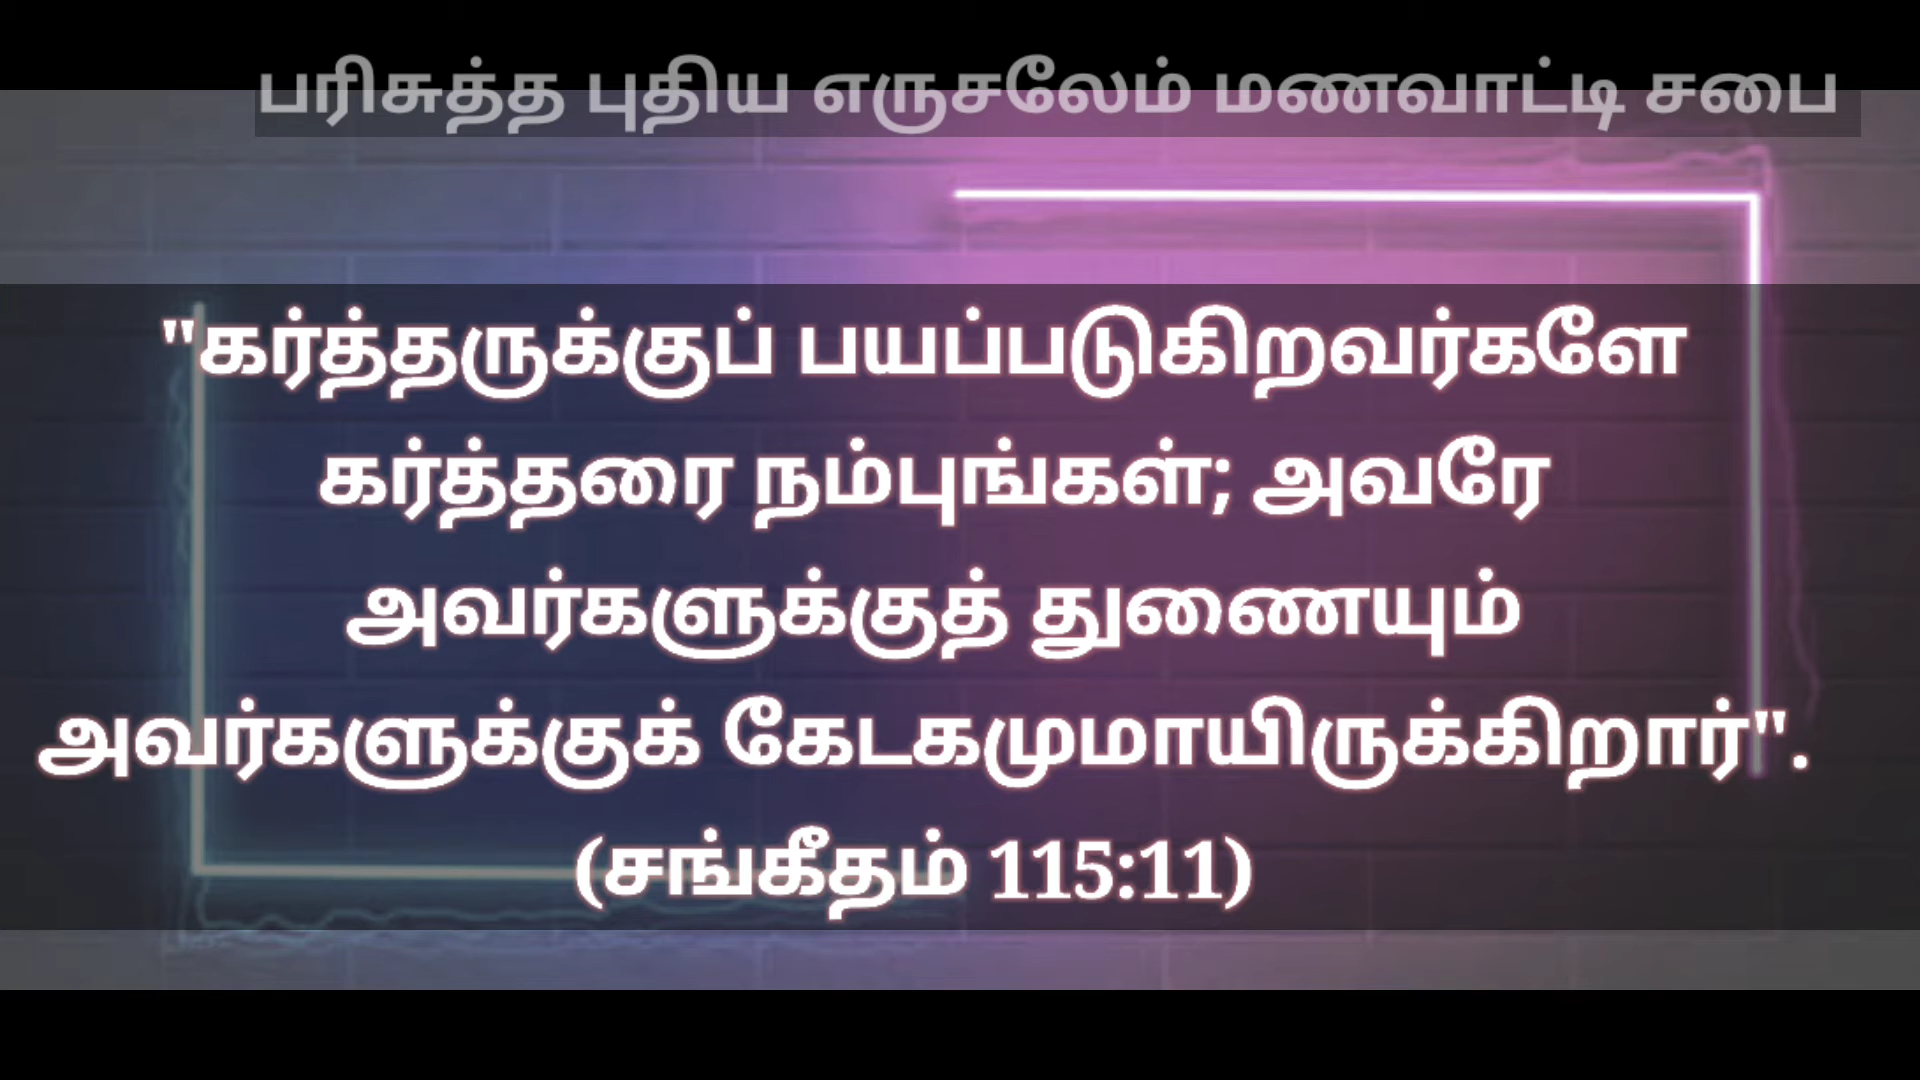 பரிசுத்த புதிய எருசலேம் மணவாட்டி சபை
"கர்த்தருக்குப் பயப்படுகிறவர்களே
கர்த்தரை நம்புங்கள்; அவரே
அவர்களுக்குத் துணையும்
அவர்களுக்குக் கேடகமுமாயிருக்கிறார்".
(சங்கீதம் 115:11)